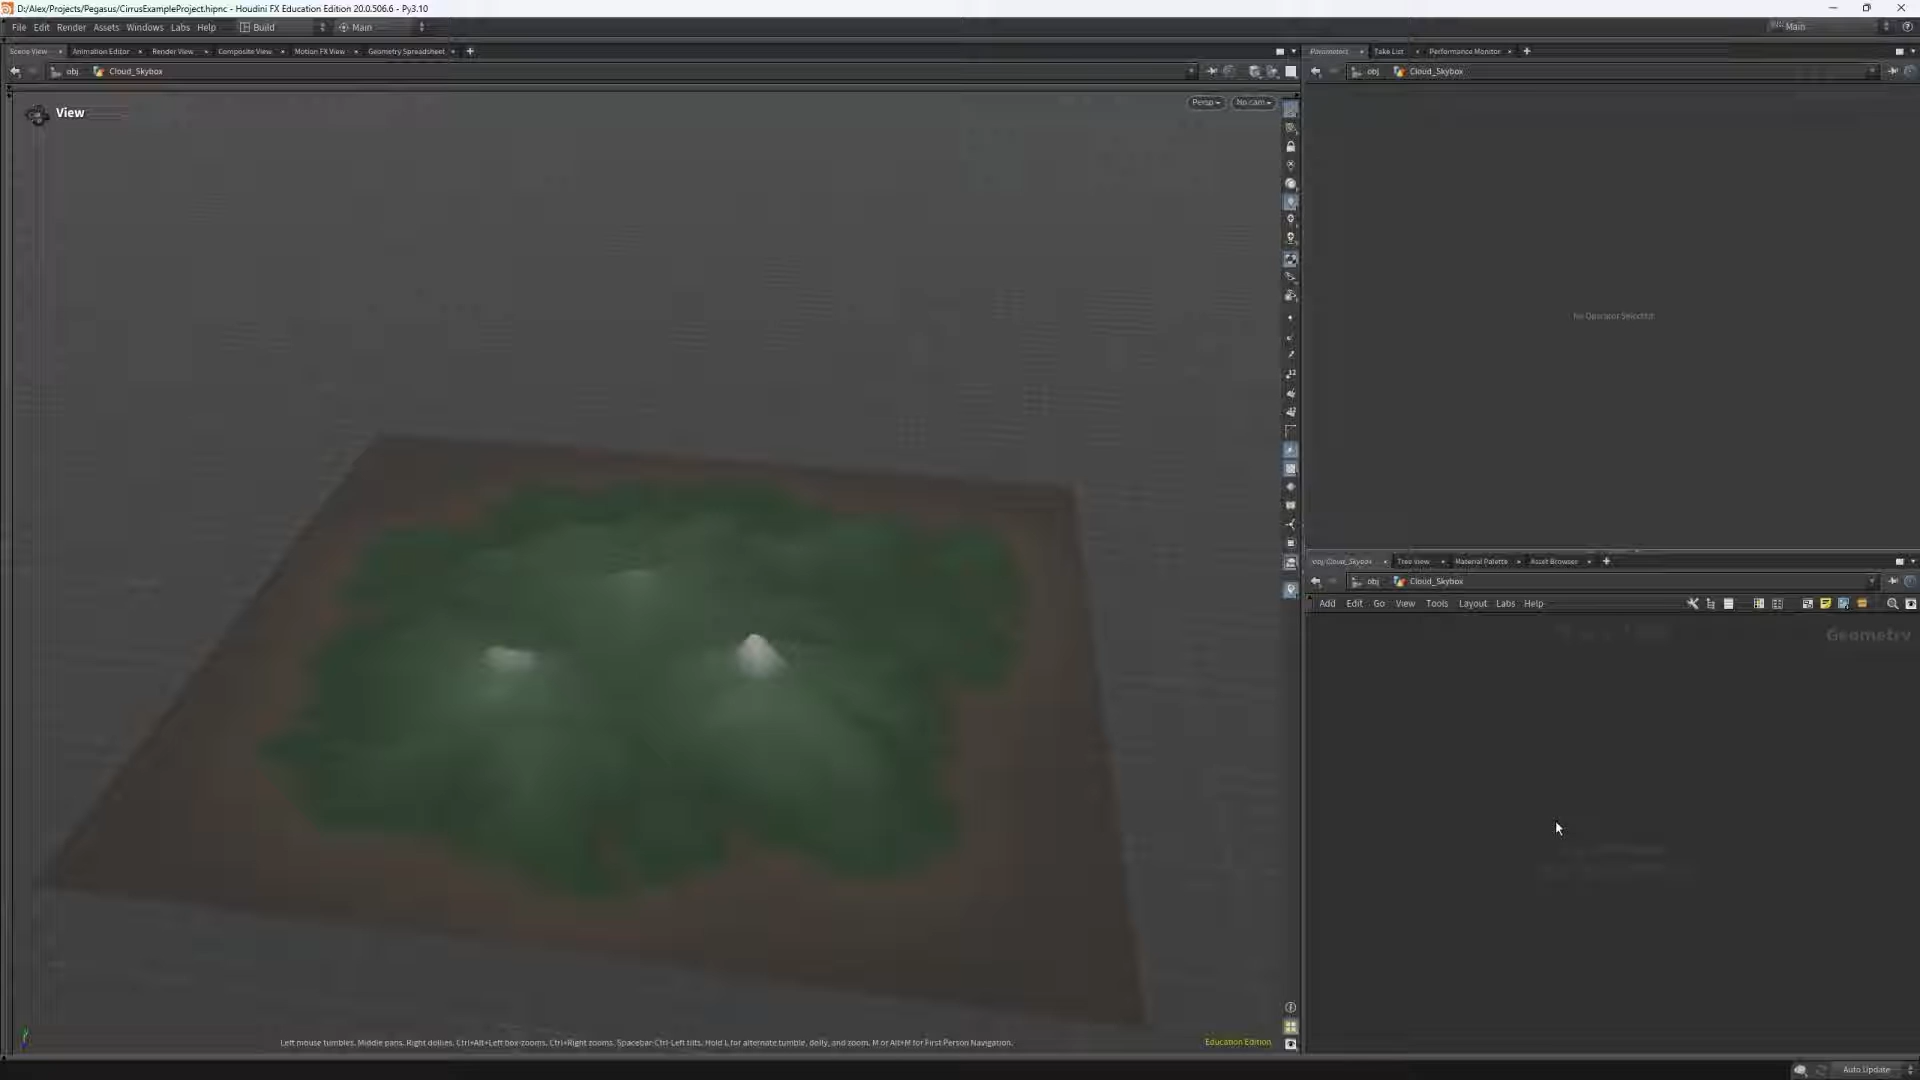 D:/Alex/Projects/Pegasus/CirrusExampleProject.hipnc - Houdini FX Education Edition 20.0.506.6 - Py3.10
File Edit Render Assets Windows Labs Help Build Main Main
Scene View Animation Editor Render View Composite View Motion FX View Geometry Spreadsheet
Parameters Take List Performance Monitor
obj Cloud_Skybox
obj Cloud_Skybox
View
Persp No cam
No Operator Selected
obj/Cloud_Skybox Tree View Material Palette Asset Browser
obj Cloud_Skybox
Add Edit Go View Tools Layout Labs Help
Geometry
Left mouse tumbles. Middle pans. Right dollies. Ctrl+Alt+Left box-zooms. Ctrl+Right zooms. Spacebar-Ctrl-Left tilts. Hold L for alternate tumble, dolly, and zoom. M or Alt+M for First Person Navigation.
Education Edition
Auto Update